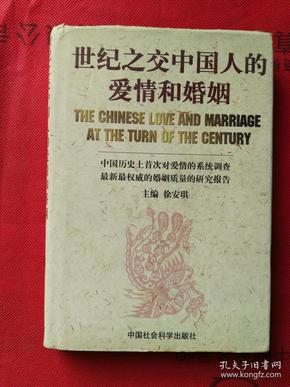 世纪之交中国人的
爱情和婚姻
THE CHINESE LOVE AND MARRIAGE
AT THE TURN OF THE CENTURY
中国历史上首次对爱情的系统调查
最新最权威的婚姻质量的研究报告
主编 徐安琪
中国社会科学出版社
孔夫子旧书网